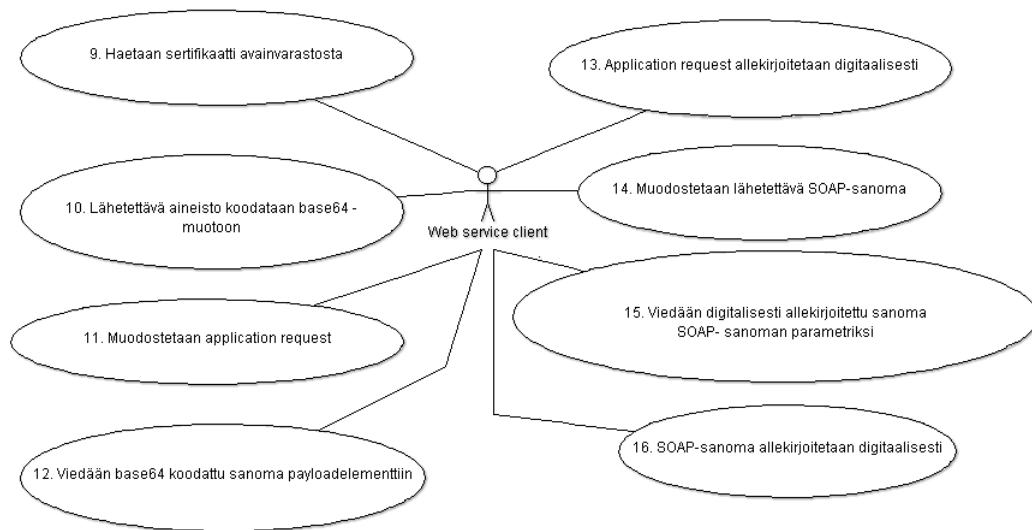 9. Haetaan sertifikaatti avainvarastosta
13. Application request allekirjoitetaan digitaalisesti
10. Lähetettävä aineisto koodataan base64 -
muotoon
14. Muodostetaan lähetettävä SOAP-sanoma
Web service client
11. Muodostetaan application request
15. Viedään digitalisesti allekirjoitettu sanoma
SOAP- sanoman parametriksi
12. Viedään base64 koodattu sanoma payloadelementtiin
16. SOAP-sanoma allekirjoitetaan digitaalisesti